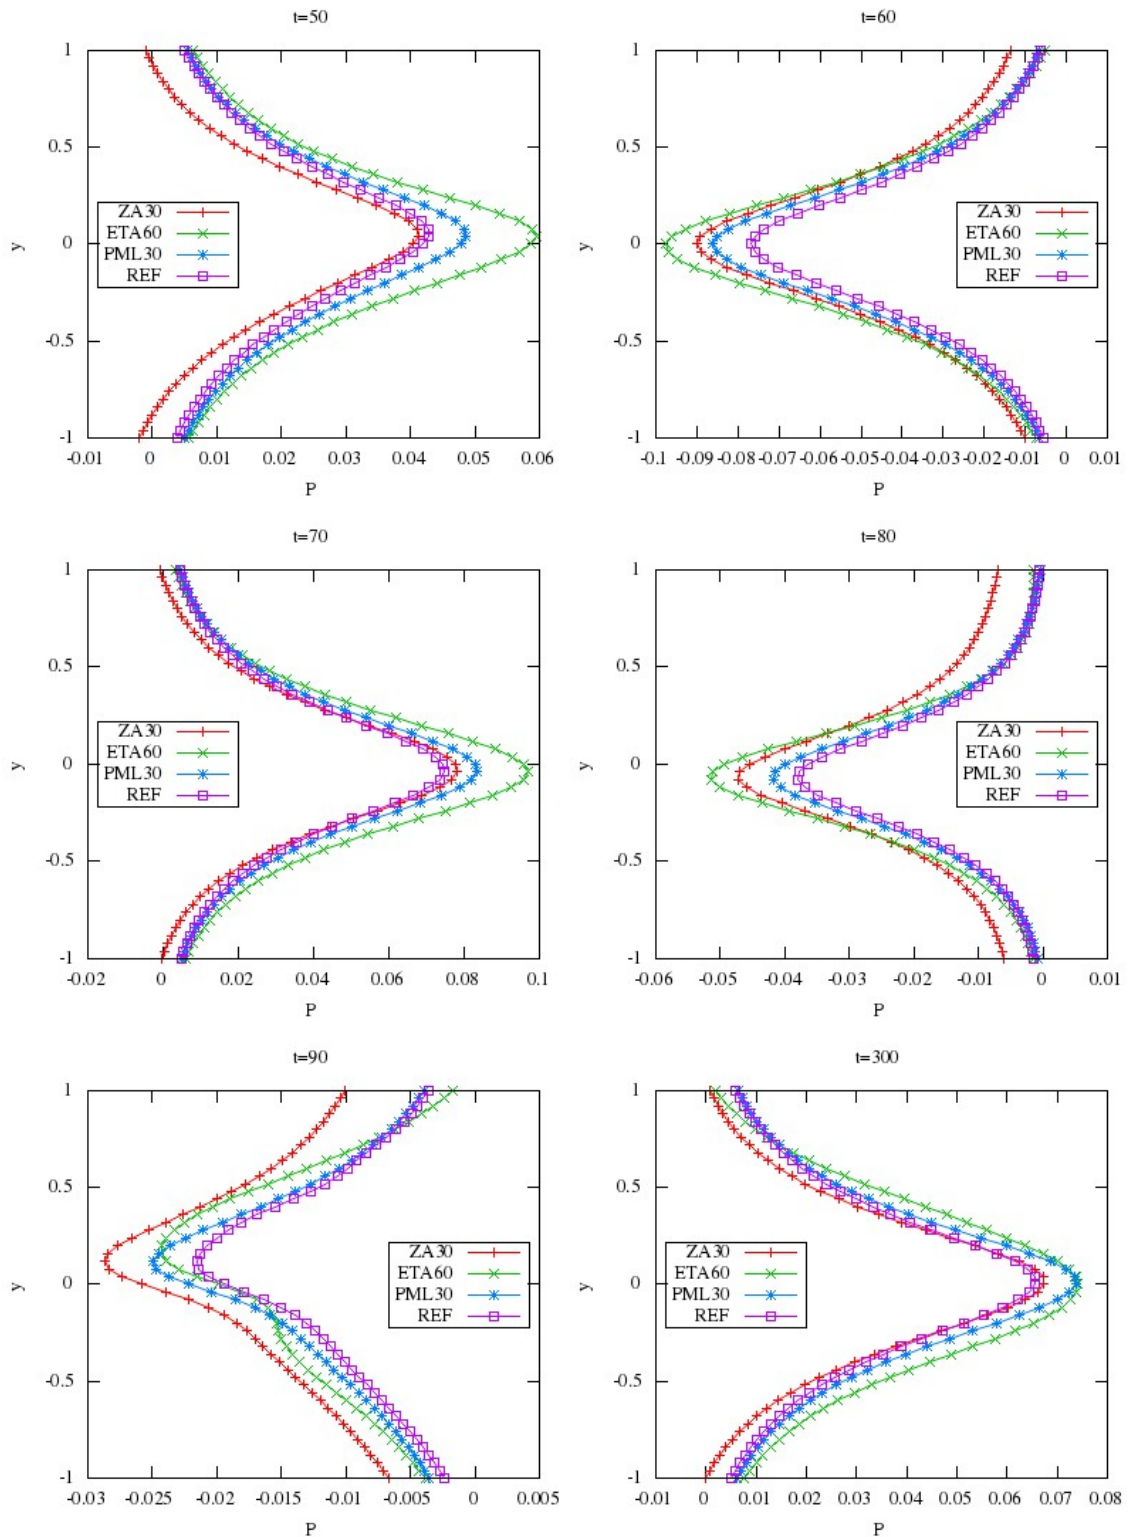 t=50
1
0.5
y
0
-0.5
-1
ZA30
ETA60
PML30
REF
-0.01 0 0.01 0.02 0.03 0.04 0.05 0.06
P
t=60
1
0.5
y
0
-0.5
-1
ZA30
ETA60
PML30
REF
-0.1 -0.09 -0.08 -0.07 -0.06 -0.05 -0.04 -0.03 -0.02 -0.01 0 0.01
P
t=70
1
0.5
y
0
-0.5
-1
ZA30
ETA60
PML30
REF
-0.02 0 0.02 0.04 0.06 0.08 0.1
P
t=80
1
0.5
y
0
-0.5
-1
ZA30
ETA60
PML30
REF
-0.06 -0.05 -0.04 -0.03 -0.02 -0.01 0 0.01
P
t=90
1
0.5
y
0
-0.5
-1
ZA30
ETA60
PML30
REF
-0.03 -0.025 -0.02 -0.015 -0.01 -0.005 0 0.005
P
t=300
1
0.5
y
0
-0.5
-1
ZA30
ETA60
PML30
REF
-0.01 0 0.01 0.02 0.03 0.04 0.05 0.06 0.07 0.08
P